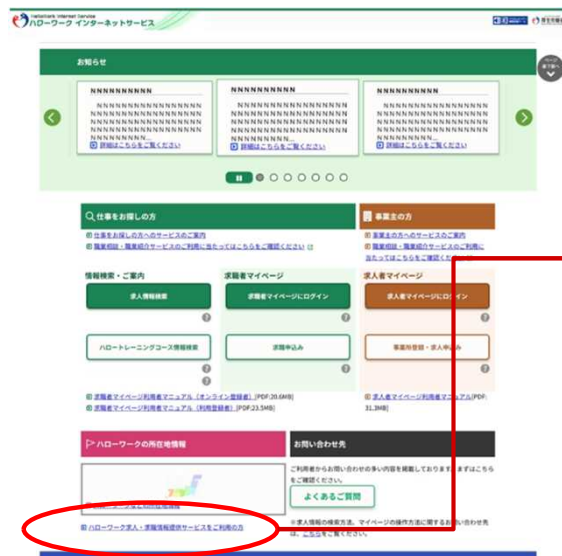 HelloWork Internet Service
ハローワーク インターネットサービス
お知らせ
NNNNNNNNNN
NNNNNNNNNNNNNNNNN
NNNNNNNNNNNNNNNNNN
NNNNNNNNNNNNNNNNNN
NNNNNNNNNN...
詳細はこちらをご覧ください
NNNNNNNNNN
NNNNNNNNNNNNNNNNN
NNNNNNNNNNNNNNNNNN
NNNNNNNNNNNNNNNNNN
NNNNNNNNNN...
詳細はこちらをご覧ください
NNNNNNNNNN
NNNNNNNNNNNNNNNNN
NNNNNNNNNNNNNNNNNN
NNNNNNNNNNNNNNNNNN
NNNNNNNNNN...
詳細はこちらをご覧ください
仕事をお探しの方
仕事をお探しの方へのサービスのご案内
職業相談・職業紹介サービスのご利用に当たってはこちらをご確認ください
事業主の方
事業主の方へのサービスのご案内
職業相談・職業紹介サービスのご利用に
当たってはこちらをご確認ください
情報検索・ご案内
求人情報検索
ハロートレーニングコース情報検索
求職者マイページ
求職者マイページにログイン
求職申込み
求人者マイページ
求人者マイページにログイン
事業所登録・求人申込み
求職者マイページ利用者マニュアル（オンライン登録者）[PDF:20.6MB]
求職者マイページ利用者マニュアル（利用登録者）[PDF:23.5MB]
求人者マイページ利用者マニュアル[PDF:
31.3MB]
ハローワークの所在地情報
ハローワーク求人・求職情報提供サービスをご利用の方
お問い合わせ先
ご利用者からお問い合わせの多い内容を掲載しております。まずはこちら
をご確認ください。
よくあるご質問
※求人情報の検索方法、マイページの操作方法に関するお問い合わせ先
は、こちらをご覧ください。